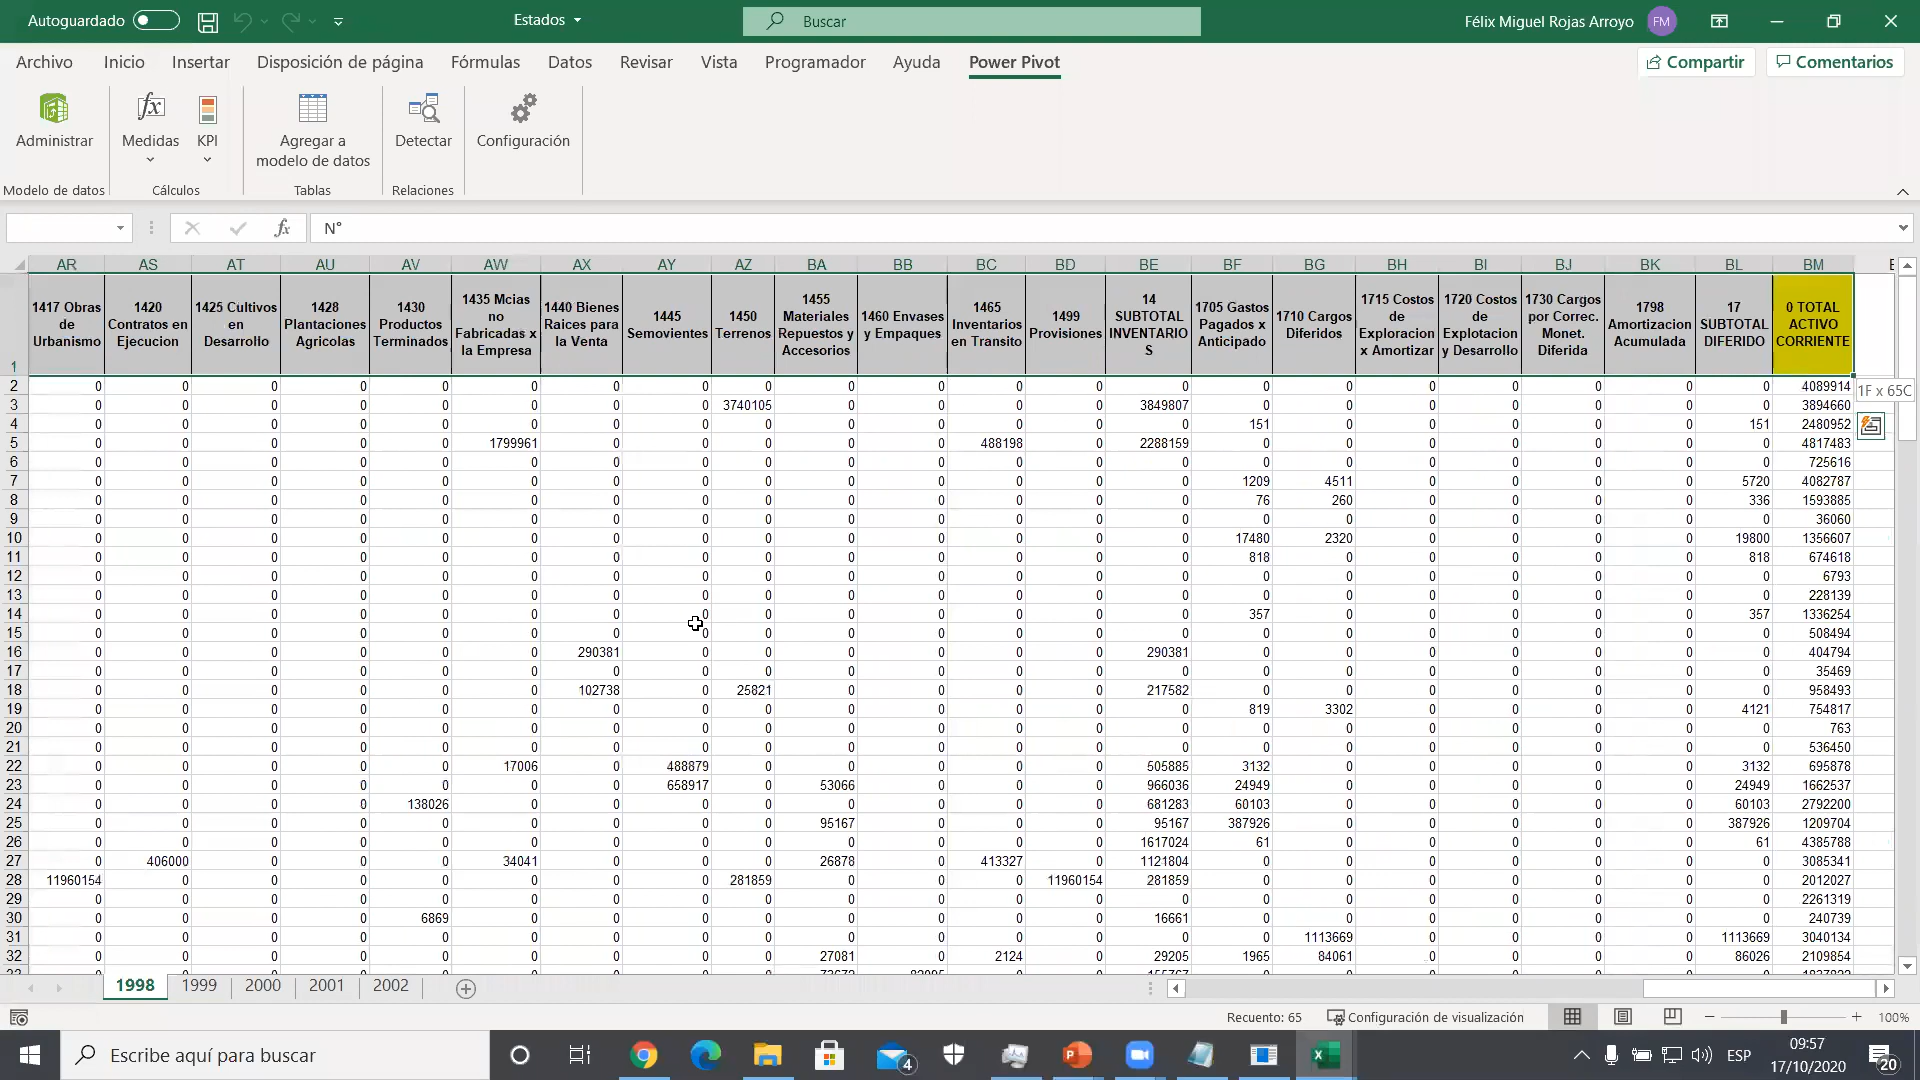 Autoguardado
Estados
Buscar
Félix Miguel Rojas Arroyo
FM
Archivo Inicio Insertar Disposición de página Fórmulas Datos Revisar Vista Programador Ayuda Power Pivot
Compartir
Comentarios
Administrar
Medidas
KPI
Agregar a
modelo de datos
Detectar
Configuración
Modelo de datos
Cálculos
Tablas
Relaciones
fx
N°
AR AS AT AU AV AW AX AY AZ BA BB BC BD BE BF BG BH BI BJ BK BL BM
1
1417 Obras de Urbanismo
1420 Contratos en Ejecucion
1425 Cultivos en Desarrollo
1428 Plantaciones Agricolas
1430 Productos Terminados
1435 Mcias no Fabricadas x la Empresa
1440 Bienes Raices para la Venta
1445 Semovientes
1450 Terrenos
1455 Materiales Repuestos y Accesorios
1460 Envases y Empaques
1465 Inventarios en Transito
1499 Provisiones
14 SUBTOTAL INVENTARIO S
1705 Gastos Pagados x Anticipado
1710 Cargos Diferidos
1715 Costos de Exploracion x Amortizar
1720 Costos de Explotacion y Desarrollo
1730 Cargos por Correc. Monet. Diferida
1798 Amortizacion Acumulada
17 SUBTOTAL DIFERIDO
0 TOTAL ACTIVO CORRIENTE
2 0 0 0 0 0 0 0 0 0 0 0 0 0 0 0 0 0 0 0 0 0 4089914
1F x 65C
3 0 0 0 0 0 0 0 0 3740105 0 0 0 0 3849807 0 0 0 0 0 0 0 3894660
4 0 0 0 0 0 0 0 0 0 0 0 0 0 0 151 0 0 0 0 0 151 2480952
5 0 0 0 0 0 1799961 0 0 0 0 0 488198 0 2288159 0 0 0 0 0 0 0 4817483
6 0 0 0 0 0 0 0 0 0 0 0 0 0 0 0 0 0 0 0 0 0 725616
7 0 0 0 0 0 0 0 0 0 0 0 0 0 0 1209 4511 0 0 0 0 5720 4082787
8 0 0 0 0 0 0 0 0 0 0 0 0 0 0 76 260 0 0 0 0 336 1593885
9 0 0 0 0 0 0 0 0 0 0 0 0 0 0 0 0 0 0 0 0 0 36060
10 0 0 0 0 0 0 0 0 0 0 0 0 0 0 17480 2320 0 0 0 0 19800 1356607
11 0 0 0 0 0 0 0 0 0 0 0 0 0 0 818 0 0 0 0 0 818 674618
12 0 0 0 0 0 0 0 0 0 0 0 0 0 0 0 0 0 0 0 0 0 6793
13 0 0 0 0 0 0 0 0 0 0 0 0 0 0 0 0 0 0 0 0 0 228139
14 0 0 0 0 0 0 0 0 0 0 0 0 0 0 357 0 0 0 0 0 357 1336254
15 0 0 0 0 0 0 0 0 0 0 0 0 0 0 0 0 0 0 0 0 0 508494
16 0 0 0 0 0 0 290381 0 0 0 0 0 0 290381 0 0 0 0 0 0 0 404794
17 0 0 0 0 0 0 0 0 0 0 0 0 0 0 0 0 0 0 0 0 0 35469
18 0 0 0 0 0 0 102738 0 25821 0 0 0 0 217582 0 0 0 0 0 0 0 958493
19 0 0 0 0 0 0 0 0 0 0 0 0 0 0 819 3302 0 0 0 0 4121 754817
20 0 0 0 0 0 0 0 0 0 0 0 0 0 0 0 0 0 0 0 0 0 763
21 0 0 0 0 0 0 0 0 0 0 0 0 0 0 0 0 0 0 0 0 0 536450
22 0 0 0 0 0 17006 0 488879 0 0 0 0 0 505885 3132 0 0 0 0 0 3132 695878
23 0 0 0 0 0 0 0 658917 0 53066 0 0 0 966036 24949 0 0 0 0 0 24949 1662537
24 0 0 0 0 138026 0 0 0 0 0 0 0 0 681283 60103 0 0 0 0 0 60103 2792200
25 0 0 0 0 0 0 0 0 0 95167 0 0 0 95167 387926 0 0 0 0 0 387926 1209704
26 0 0 0 0 0 0 0 0 0 0 0 0 0 1617024 61 0 0 0 0 0 61 4385788
27 0 406000 0 0 0 34041 0 0 0 26878 0 413327 0 1121804 0 0 0 0 0 0 0 3085341
28 11960154 0 0 0 0 0 0 0 281859 0 0 0 11960154 281859 0 0 0 0 0 0 0 2012027
29 0 0 0 0 0 0 0 0 0 0 0 0 0 0 0 0 0 0 0 0 0 2261319
30 0 0 0 0 6869 0 0 0 0 0 0 0 0 16661 0 0 0 0 0 0 0 240739
31 0 0 0 0 0 0 0 0 0 0 0 0 0 0 0 1113669 0 0 0 0 1113669 3040134
32 0 0 0 0 0 0 0 0 0 27081 0 2124 0 29205 1965 84061 0 0 0 0 86026 2109854
1998 1999 2000 2001 2002
Recuento: 65
Configuración de visualización
100%
Escribe aquí para buscar
4
ESP
09:57
17/10/2020
20